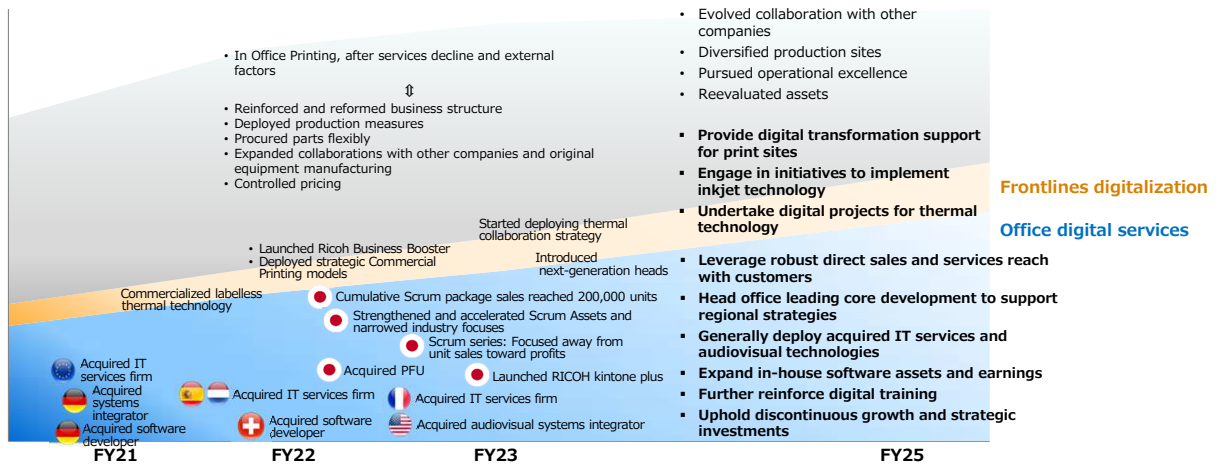 • Evolved collaboration with other
companies
• Diversified production sites
• Pursued operational excellence
• Reevaluated assets
• In Office Printing, after services decline and external
factors
⇕
• Reinforced and reformed business structure
• Deployed production measures
• Procured parts flexibly
• Expanded collaborations with other companies and original
equipment manufacturing
• Controlled pricing
▪ Provide digital transformation support
for print sites
▪ Engage in initiatives to implement
inkjet technology
▪ Undertake digital projects for thermal
technology
Frontlines digitalization
Office digital services
Started deploying thermal
collaboration strategy
• Launched Ricoh Business Booster
• Deployed strategic Commercial
Printing models
Introduced
next-generation heads
Commercialized labelless
thermal technology
Cumulative Scrum package sales reached 200,000 units
Strengthened and accelerated Scrum Assets and
narrowed industry focuses
Scrum series: Focused away from
unit sales toward profits
Acquired PFU
Launched RICOH kintone plus
Acquired IT
services firm
Acquired
systems
integrator
Acquired software
developer
Acquired IT services firm
Acquired software
developer
Acquired IT services firm
Acquired audiovisual systems integrator
▪ Leverage robust direct sales and services reach
with customers
▪ Head office leading core development to support
regional strategies
▪ Generally deploy acquired IT services and
audiovisual technologies
▪ Expand in-house software assets and earnings
▪ Further reinforce digital training
▪ Uphold discontinuous growth and strategic
investments
FY21
FY22
FY23
FY25